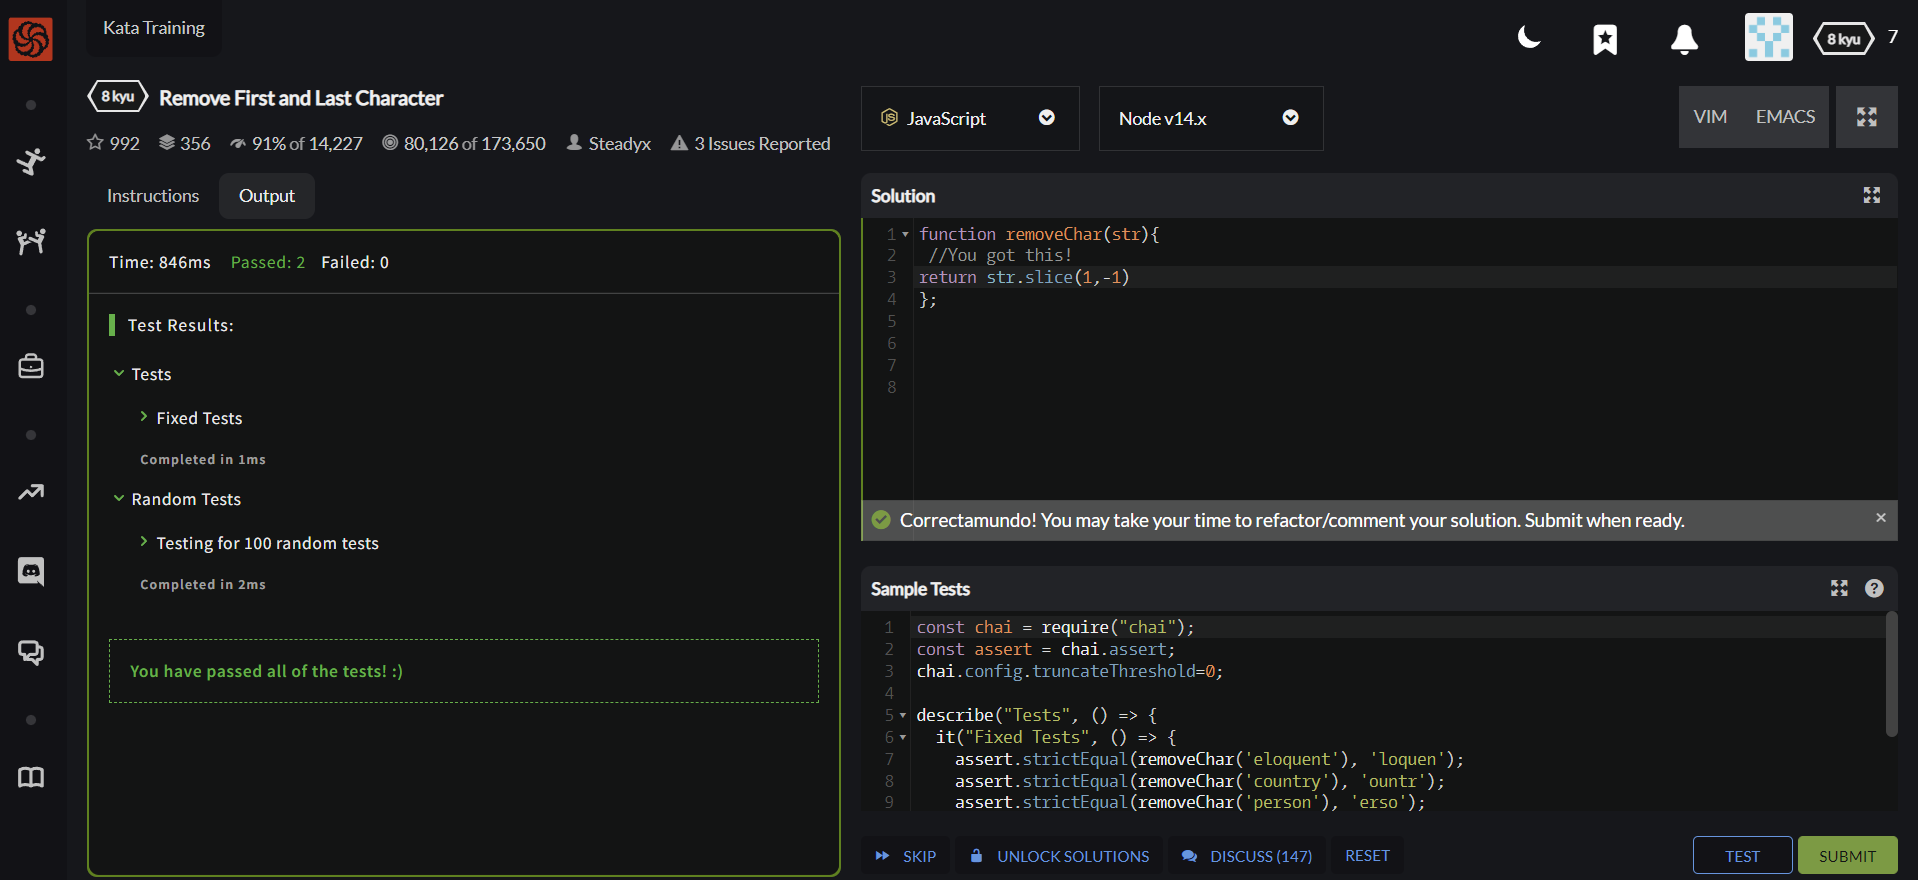 Kata Training
8 kyu
7
8 kyu Remove First and Last Character
992 356 91% of 14,227 80,126 of 173,650 Steadyx 3 Issues Reported
JS JavaScript
Node v14.x
VIM EMACS
Instructions Output
Time: 846ms Passed: 2 Failed: 0
Test Results:
Tests
Fixed Tests
Completed in 1ms
Random Tests
Testing for 100 random tests
Completed in 2ms
You have passed all of the tests! :)
Solution
1 function removeChar(str){
2 //You got this!
3 return str.slice(1,-1)
4 };
5
6
7
8
Correctamundo! You may take your time to refactor/comment your solution. Submit when ready. ×
Sample Tests ?
1 const chai = require("chai");
2 const assert = chai.assert;
3 chai.config.truncateThreshold=0;
4
5 describe("Tests", () => {
6 it("Fixed Tests", () => {
7 assert.strictEqual(removeChar('eloquent'), 'loquen');
8 assert.strictEqual(removeChar('country'), 'ountr');
9 assert.strictEqual(removeChar('person'), 'erso');
SKIP UNLOCK SOLUTIONS DISCUSS (147) RESET TEST SUBMIT